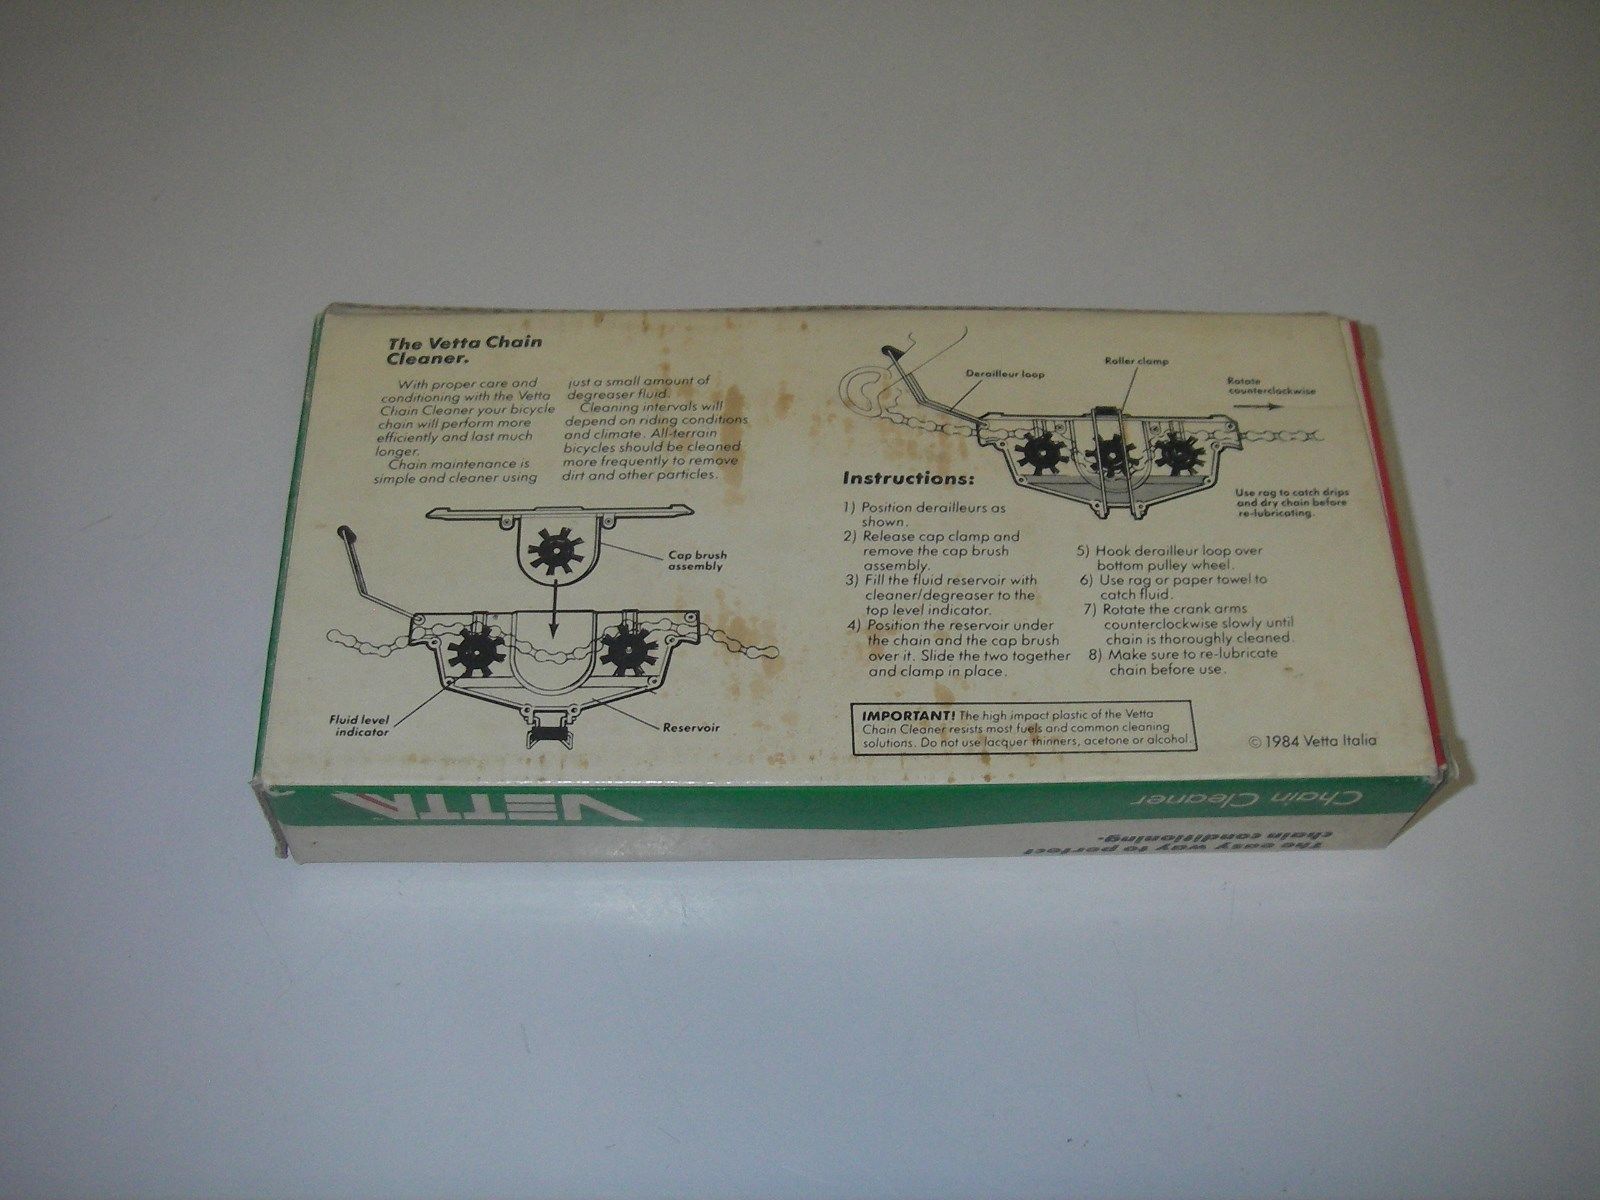 The Vetta Chain
Cleaner.
With proper care and
conditioning with the Vetta
Chain Cleaner your bicycle
chain will perform more
efficiently and last much
longer.
Chain maintenance is
simple and cleaner using
just a small amount of
degreaser fluid.
Cleaning intervals will
depend on riding conditions
and climate. All-terrain
bicycles should be cleaned
more frequently to remove
dirt and other particles.
Cap brush
assembly
Fluid level
indicator
Reservoir
Derailleur loop
Roller clamp
Rotate
counterclockwise
Use rag to catch drips
and dry chain before
re-lubricating.
Instructions:
1) Position derailleurs as
shown.
2) Release cap clamp and
remove the cap brush
assembly.
3) Fill the fluid reservoir with
cleaner/degreaser to the
top level indicator.
4) Position the reservoir under
the chain and the cap brush
over it. Slide the two together
and clamp in place.
5) Hook derailleur loop over
bottom pulley wheel.
6) Use rag or paper towel to
catch fluid.
7) Rotate the crank arms
counterclockwise slowly until
chain is thoroughly cleaned.
8) Make sure to re-lubricate
chain before use.
IMPORTANT! The high impact plastic of the Vetta
Chain Cleaner resists most fuels and common cleaning
solutions. Do not use lacquer thinners, acetone or alcohol.
© 1984 Vetta Italia
VETTA
Chain Cleaner
The easy way to perfect
chain conditioning.